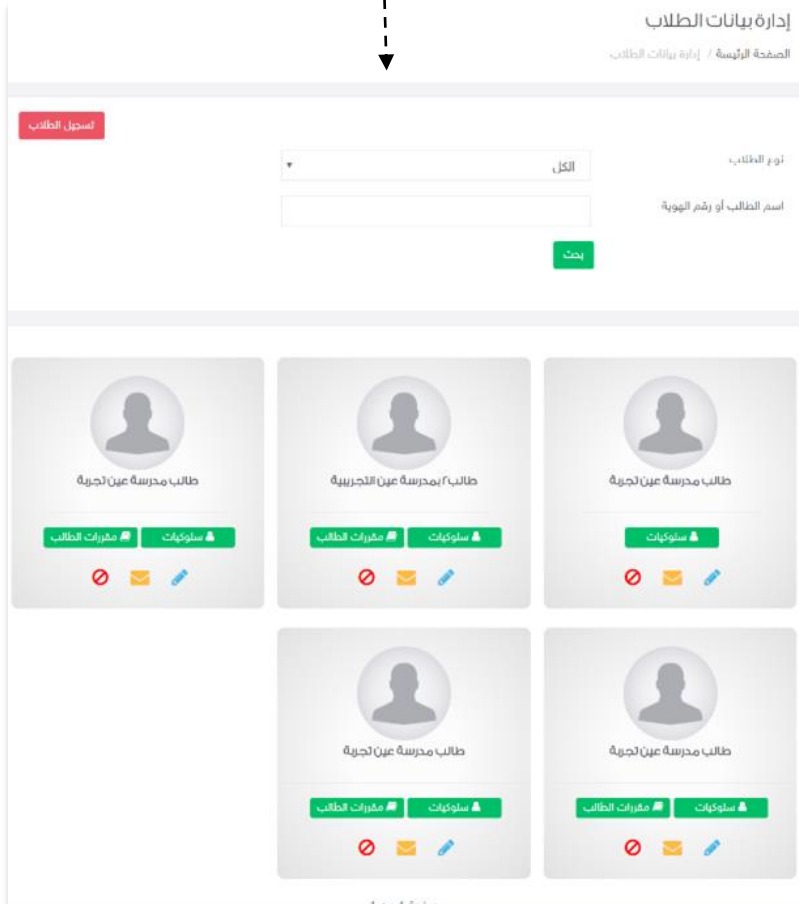 إدارة بيانات الطلاب
الصفحة الرئيسة / إدارة بيانات الطلاب
تسجيل الطلاب
نوع الطلاب
الكل
اسم الطالب أو رقم الهوية
بحث
طالب مدرسة عين تجربة
طالب٢ بمدرسة عين التجريبية
طالب مدرسة عين تجربة
سلوكيات
سلوكيات مقررات الطالب
سلوكيات مقررات الطالب
طالب مدرسة عين تجربة
طالب مدرسة عين تجربة
سلوكيات مقررات الطالب
سلوكيات مقررات الطالب